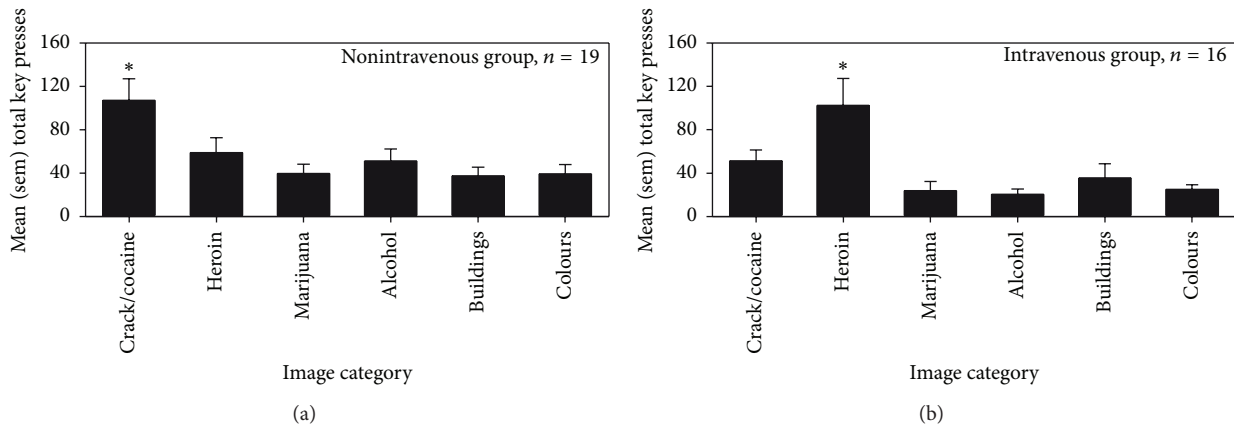 Mean (sem) total key presses
160
120
80
40
0
*
Nonintravenous group, n = 19
Crack/cocaine
Heroin
Marijuana
Alcohol
Buildings
Colours
Image category
(a)
Mean (sem) total key presses
160
120
80
40
0
*
Intravenous group, n = 16
Crack/cocaine
Heroin
Marijuana
Alcohol
Buildings
Colours
Image category
(b)